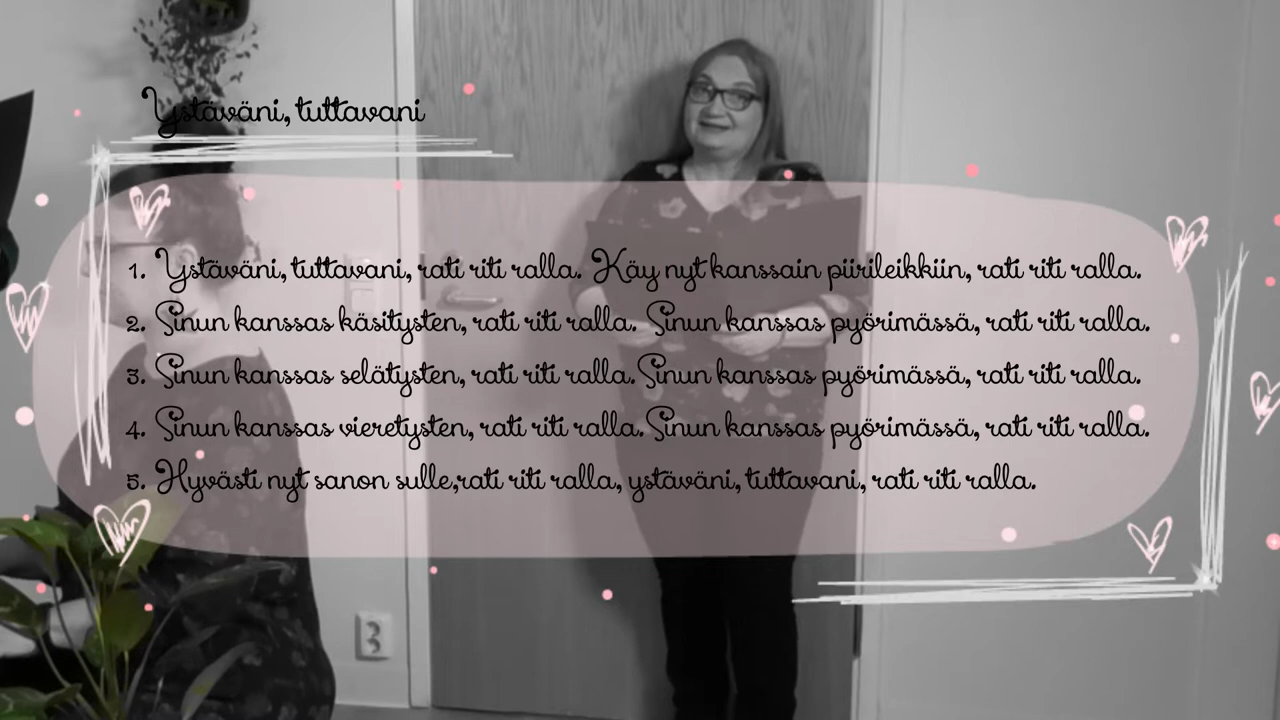 Ystäväni, tuttavani
1. Ystäväni, tuttavani, rati riti ralla. Käy nyt kanssain piirileikkiin, rati riti ralla.
2. Sinun kanssas käsitysten, rati riti ralla. Sinun kanssas pyörimässä, rati riti ralla.
3. Sinun kanssas selätysten, rati riti ralla. Sinun kanssas pyörimässä, rati riti ralla.
4. Sinun kanssas vieretysten, rati riti ralla. Sinun kanssas pyörimässä, rati riti ralla.
5. Hyvästi nyt sanon sulle,rati riti ralla, ystäväni, tuttavani, rati riti ralla.